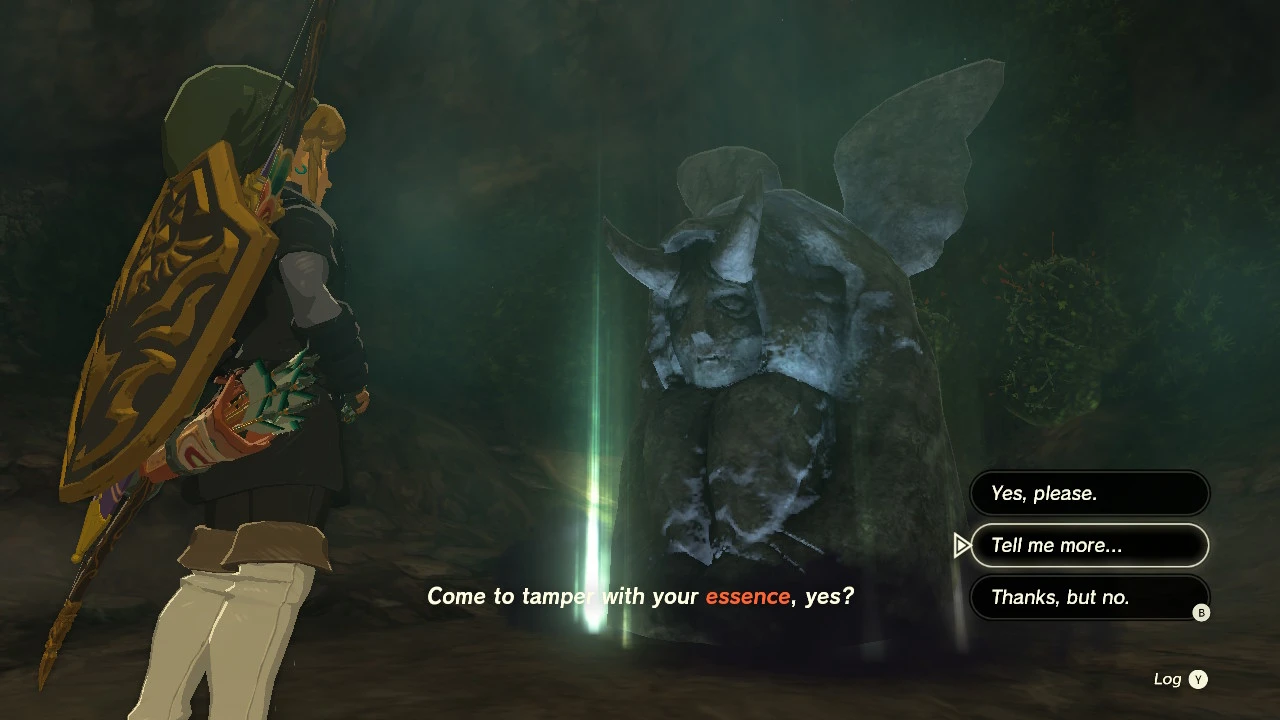 Yes, please.
Tell me more...
Come to tamper with your essence, yes?
Thanks, but no.
B
Log Y